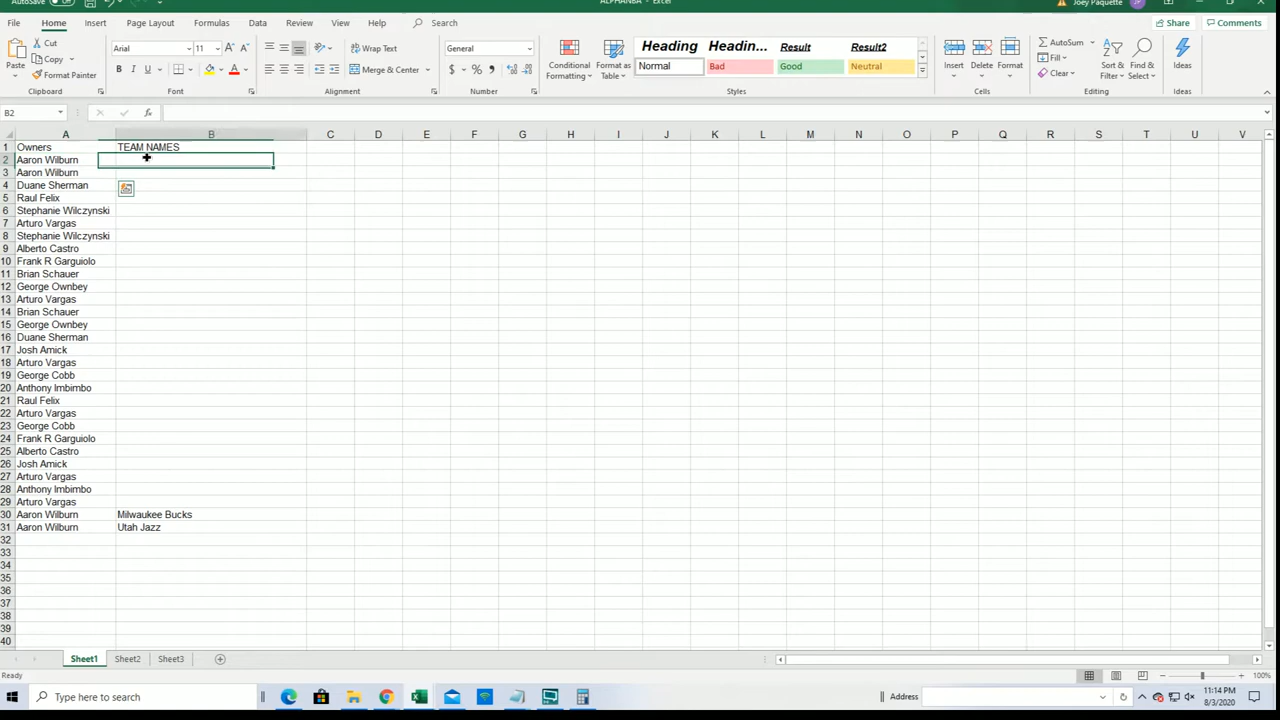 AutoSave Off ALPHANBA - Excel Joey Paquette JP
File Home Insert Page Layout Formulas Data Review View Help Search Share Comments
Paste Cut Copy Format Painter Clipboard
Arial 11 A A B I U A Font
Wrap Text Merge & Center Alignment
General $ % , Number
Conditional Formatting Format as Table
Heading Headin... Result Result2
Normal Bad Good Neutral
Styles
Insert Delete Format Cells
AutoSum Fill Clear Sort & Filter Find & Select Editing
Ideas Ideas
B2 fx
A B C D E F G H I J K L M N O P Q R S T U V
1 Owners TEAM NAMES
2 Aaron Wilburn
3 Aaron Wilburn
4 Duane Sherman
5 Raul Felix
6 Stephanie Wilczynski
7 Arturo Vargas
8 Stephanie Wilczynski
9 Alberto Castro
10 Frank R Garguiolo
11 Brian Schauer
12 George Ownbey
13 Arturo Vargas
14 Brian Schauer
15 George Ownbey
16 Duane Sherman
17 Josh Amick
18 Arturo Vargas
19 George Cobb
20 Anthony Imbimbo
21 Raul Felix
22 Arturo Vargas
23 George Cobb
24 Frank R Garguiolo
25 Alberto Castro
26 Josh Amick
27 Arturo Vargas
28 Anthony Imbimbo
29 Arturo Vargas
30 Aaron Wilburn Milwaukee Bucks
31 Aaron Wilburn Utah Jazz
32
33
34
35
36
37
38
39
40
Sheet1 Sheet2 Sheet3
Ready 100%
Type here to search Address 11:14 PM
8/3/2020